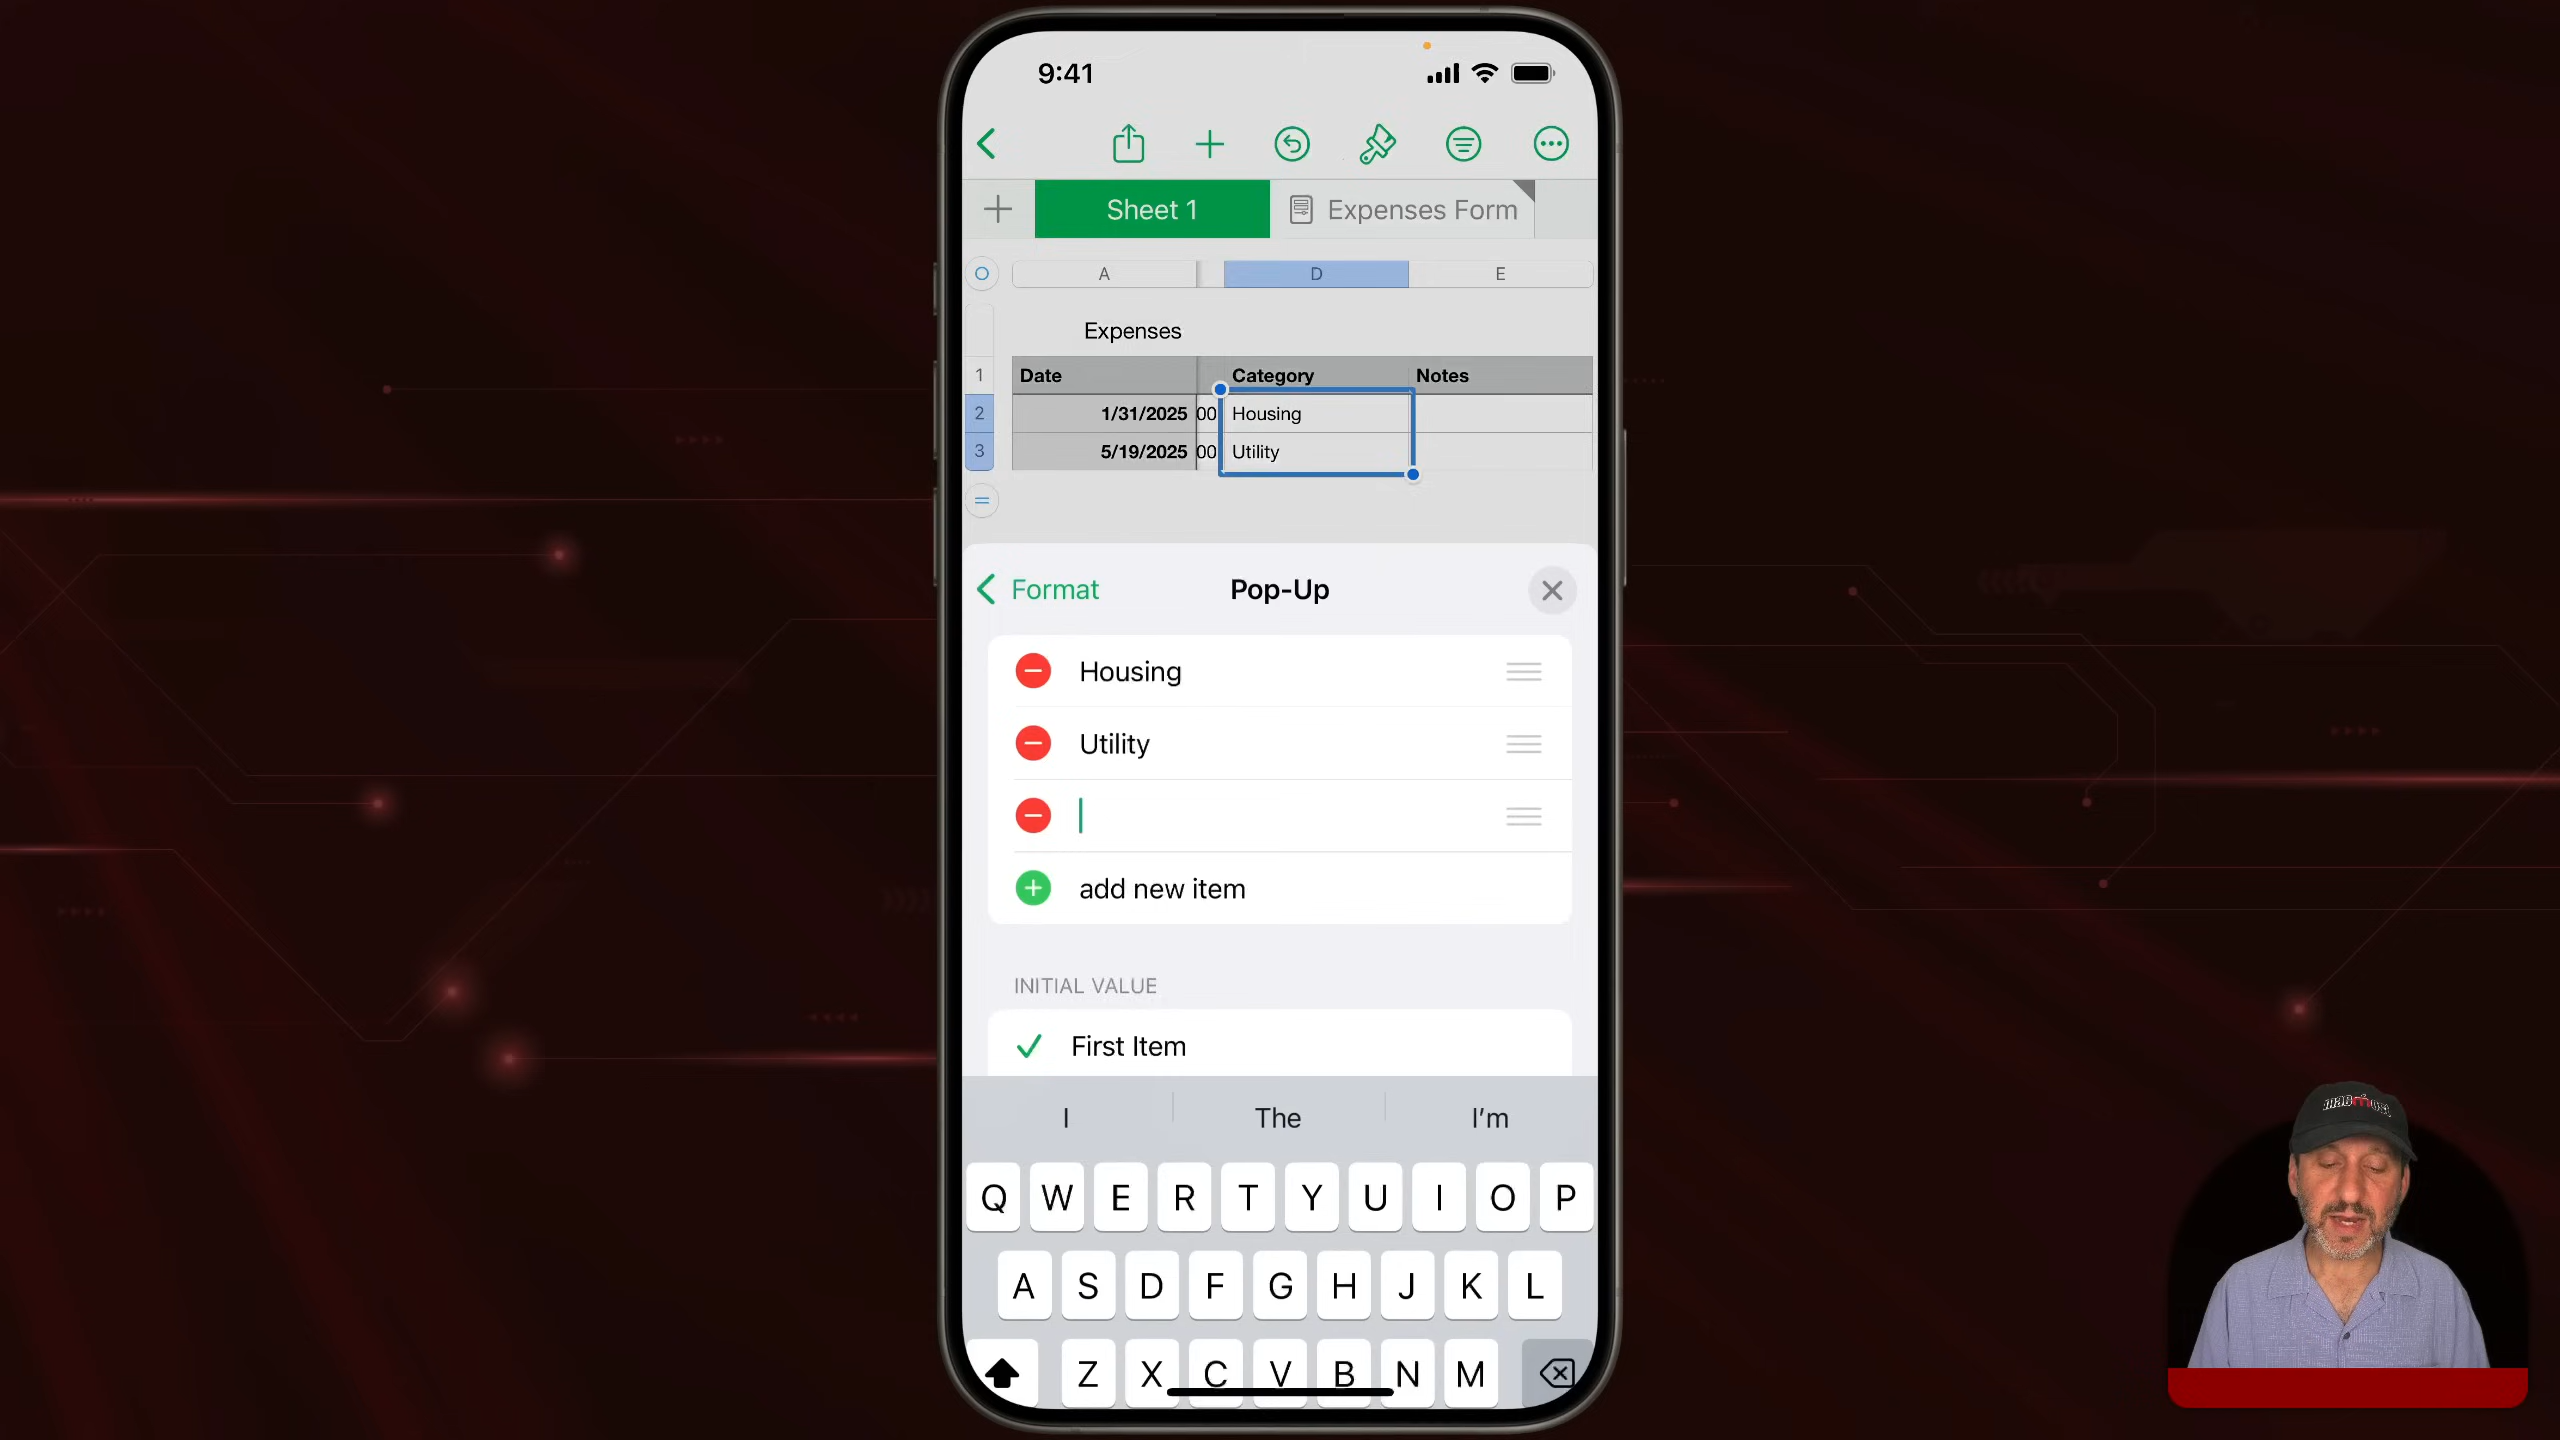 9:41
Sheet 1
Expenses Form
A D E
Expenses
1 Date Category Notes
2 1/31/2025 00 Housing
3 5/19/2025 00 Utility
Format Pop-Up
Housing
Utility
add new item
INITIAL VALUE
First Item
I The I'm
Q W E R T Y U I O P
A S D F G H J K L
Z X C V B N M
macmost